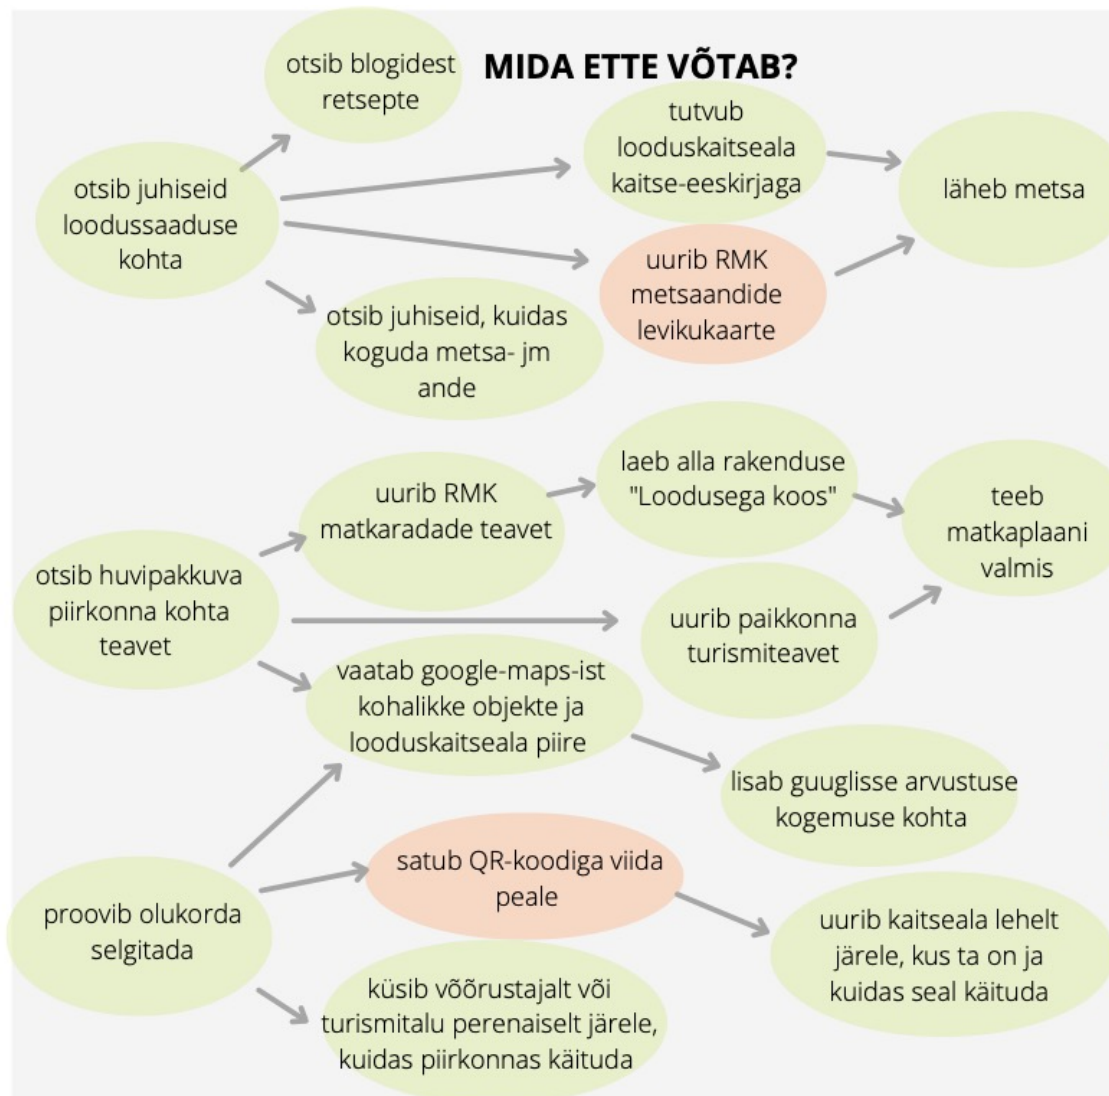 MIDA ETTE VÕTAB?
otsib blogidest
retsepte
otsib juhiseid
loodussaaduse
kohta
tutvub
looduskaitseala
kaitse-eeskirjaga
läheb metsa
uurib RMK
metsaandide
levikukaarte
otsib juhiseid, kuidas
koguda metsa- jm
ande
uurib RMK
matkaradade teavet
laeb alla rakenduse
"Loodusega koos"
teeb
matkaplaani
valmis
otsib huvipakkuva
piirkonna kohta
teavet
uurib paikkonna
turismiteavet
vaatab google-maps-ist
kohalikke objekte ja
looduskaitseala piire
lisab guuglisse arvustuse
kogemuse kohta
proovib olukorda
selgitada
satub QR-koodiga viida
peale
uurib kaitseala lehelt
järele, kus ta on ja
kuidas seal käituda
küsib võõrustajalt või
turismitalu perenaiselt järele,
kuidas piirkonnas käituda